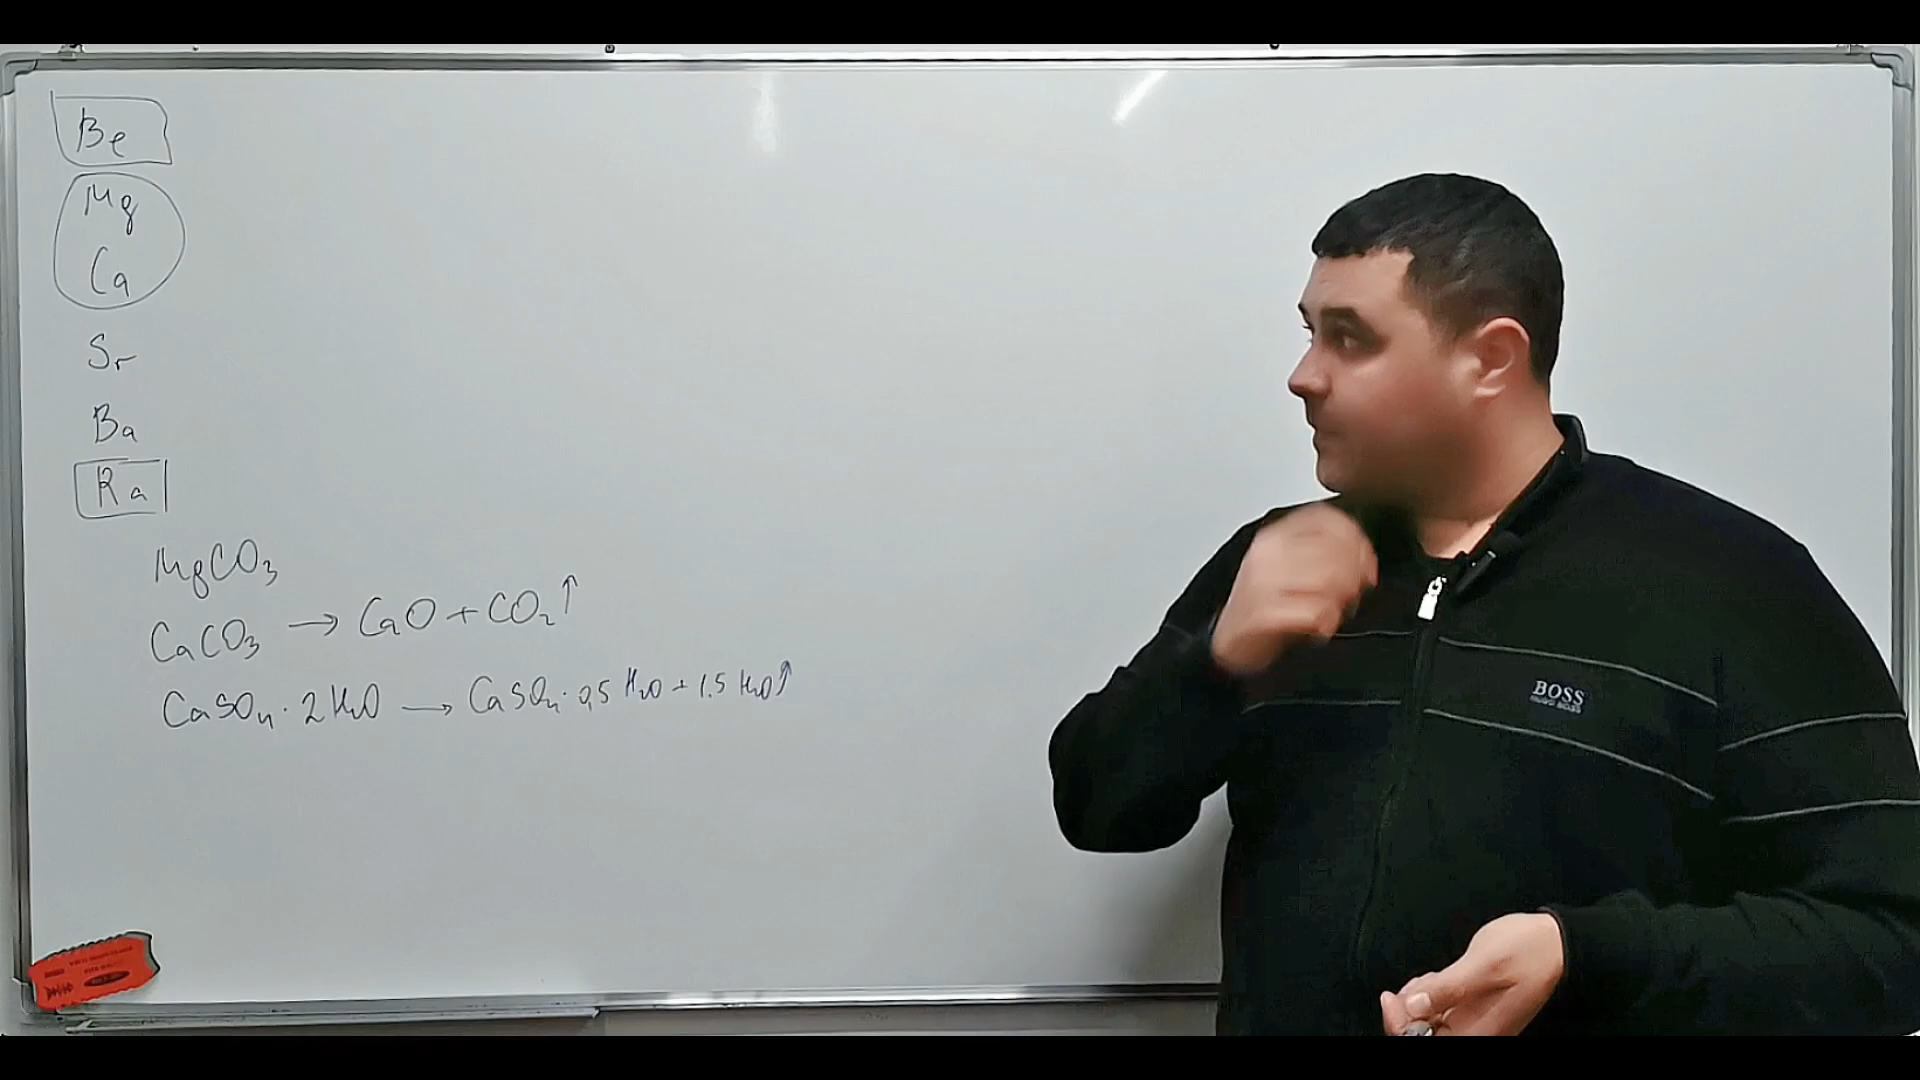 Be
Mg
Ca
Sr
Ba
Ra
MgCO₃
CaCO₃ → CaO + CO₂↑
CaSO₄ · 2H₂O → CaSO₄ · 0,5 H₂O + 1.5 H₂O↑
BOSS